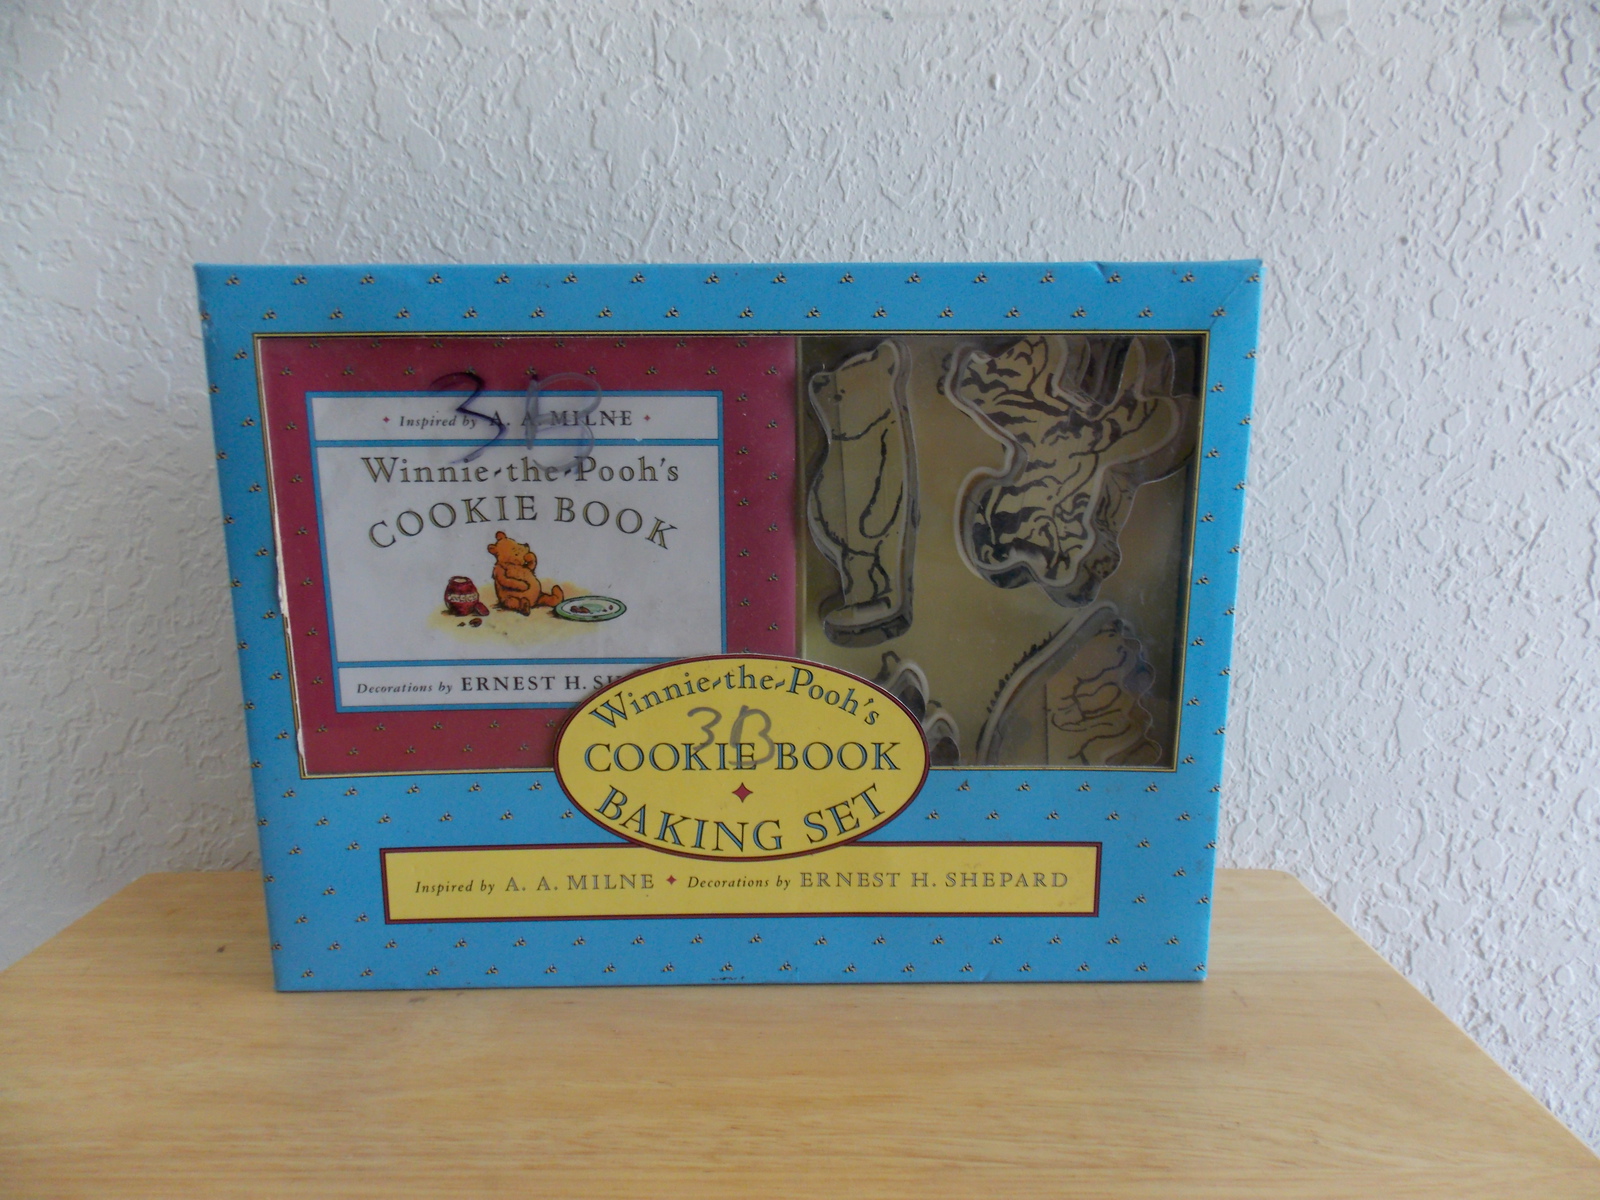 3B
Inspired by A. A. MILNE
Winnie-the-Pooh's
COOKIE BOOK
Decorations by ERNEST H.
Winnie-the-Pooh's
3B
COOKIE BOOK
BAKING SET
Inspired by A. A. MILNE ✦ Decorations by ERNEST H. SHEPARD